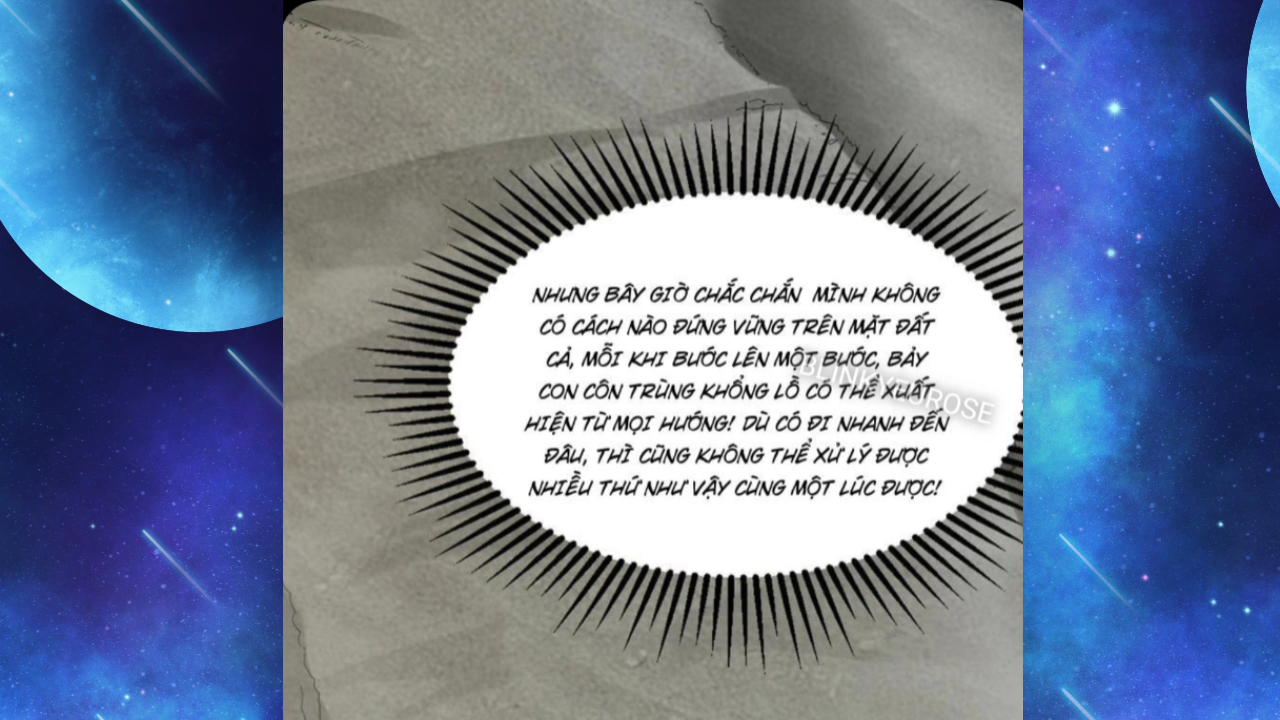 NHƯNG BÂY GIỜ CHẮC CHẮN MÌNH KHÔNG
CÓ CÁCH NÀO ĐỨNG VỮNG TRÊN MẶT ĐẤT
CẢ, MỖI KHI BƯỚC LÊN MỘT BƯỚC, BẢY
CON CÔN TRÙNG KHỔNG LỒ CÓ THỂ XUẤT
HIỆN TỪ MỌI HƯỚNG! DÙ CÓ ĐI NHANH ĐẾN
ĐÂU, THÌ CŨNG KHÔNG THỂ XỬ LÝ ĐƯỢC
NHIỀU THỨ NHƯ VẬY CÙNG MỘT LÚC ĐƯỢC!